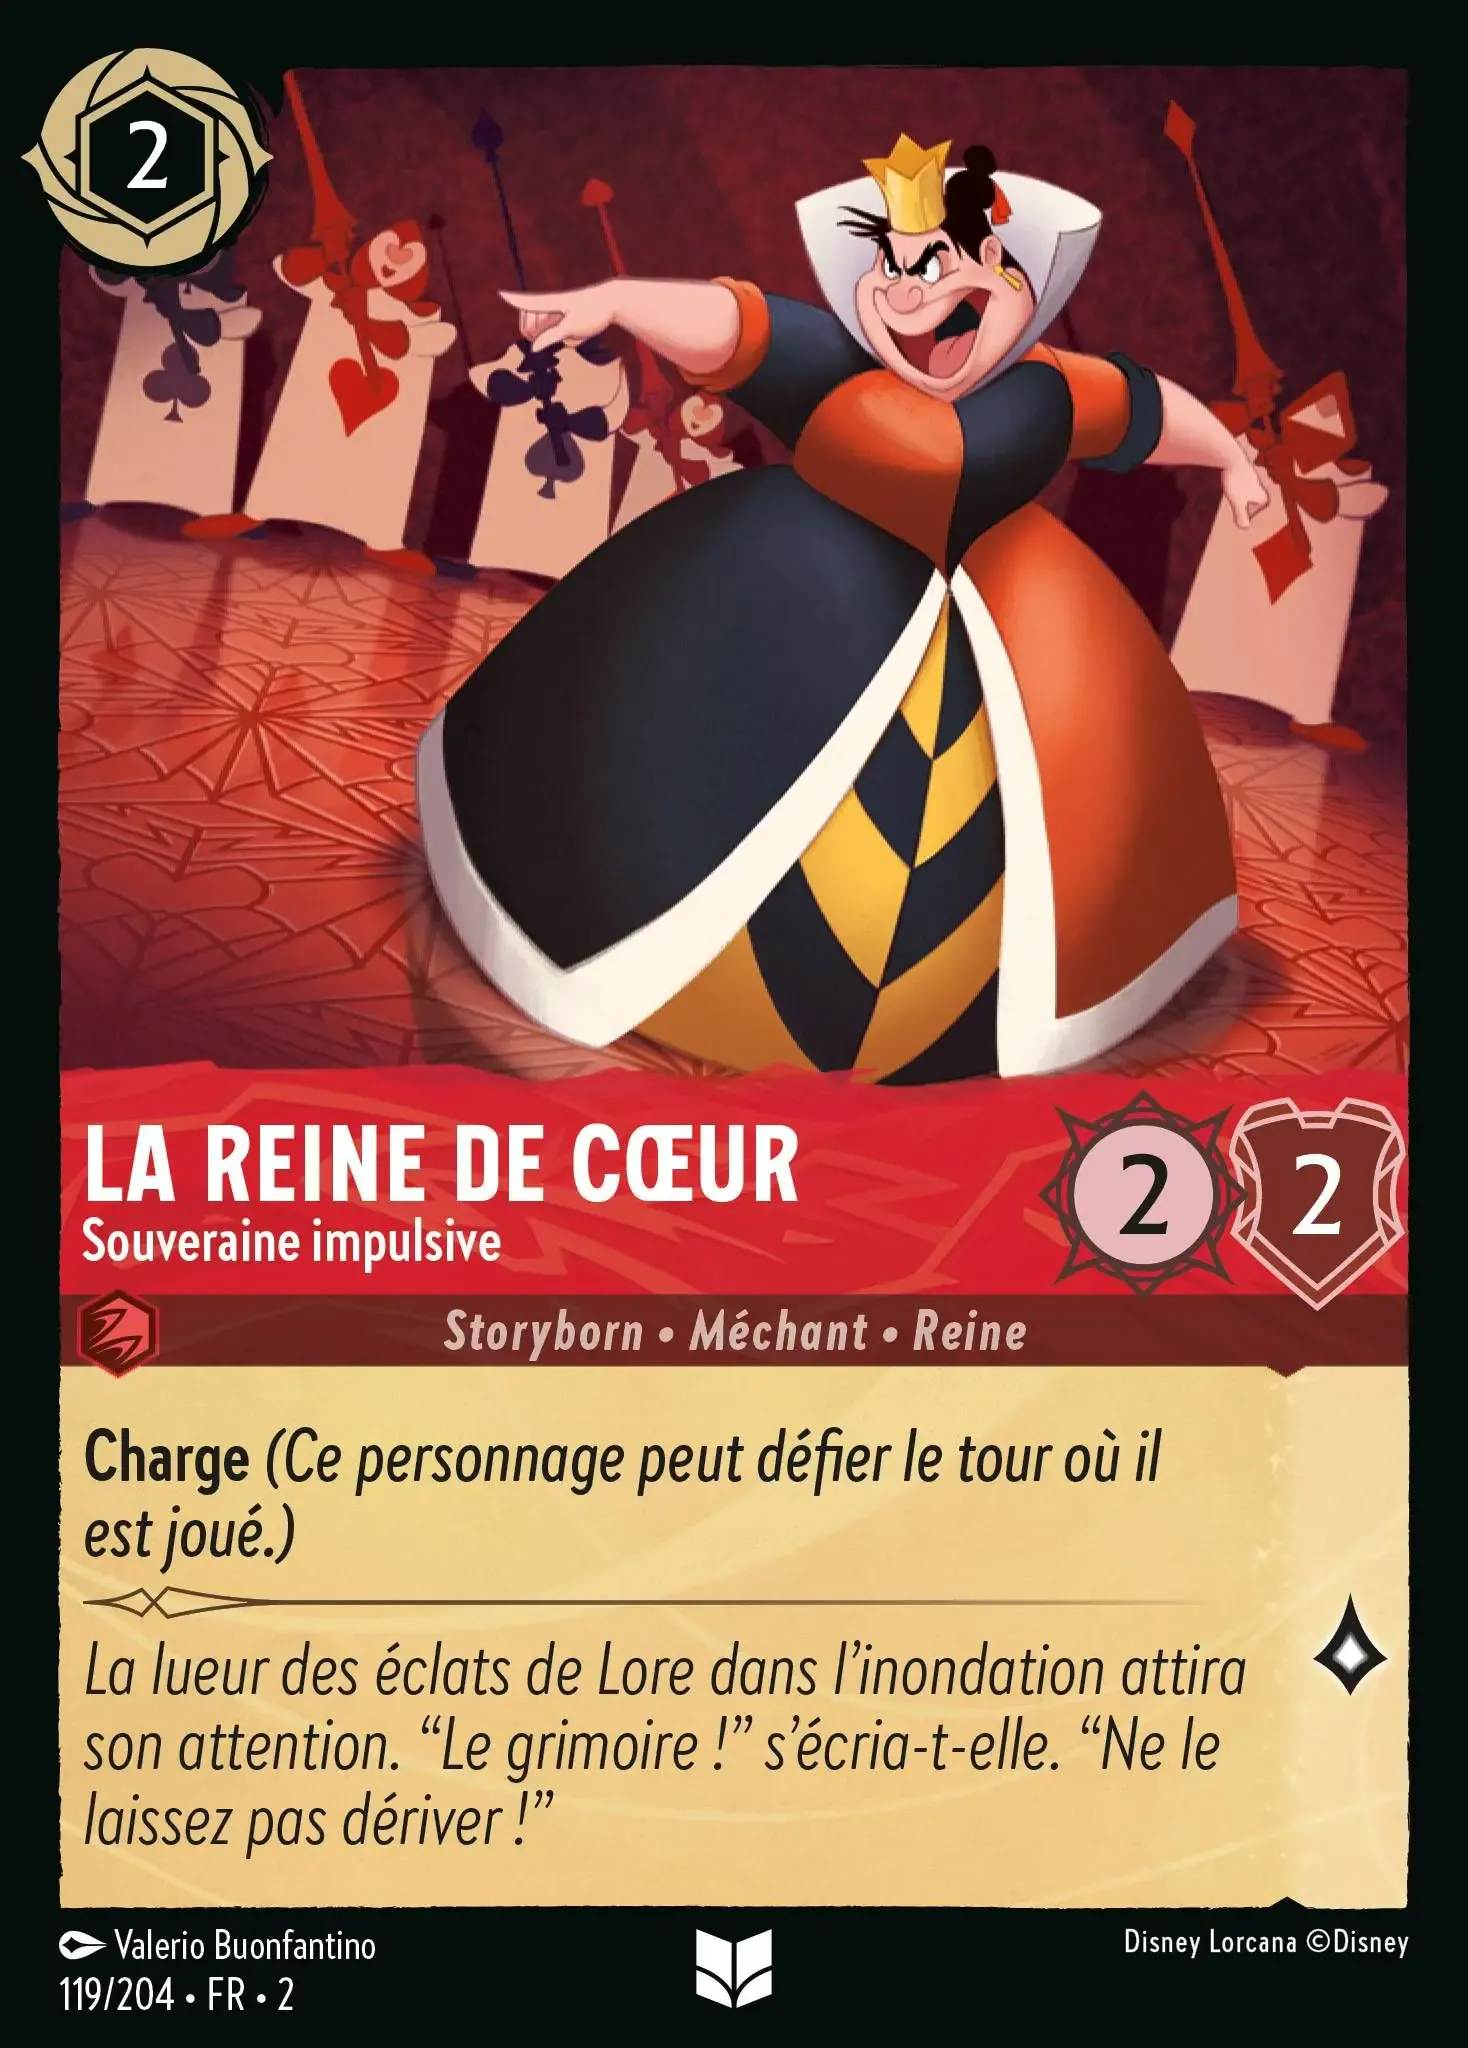 2
LA REINE DE CŒUR
Souveraine impulsive
2
2
Storyborn • Méchant • Reine
Charge (Ce personnage peut défier le tour où il
est joué.)
La lueur des éclats de Lore dans l’inondation attira
son attention. “Le grimoire !” s’écria-t-elle. “Ne le
laissez pas dériver !”
Valerio Buonfantino
119/204 • FR • 2
Disney Lorcana ©Disney